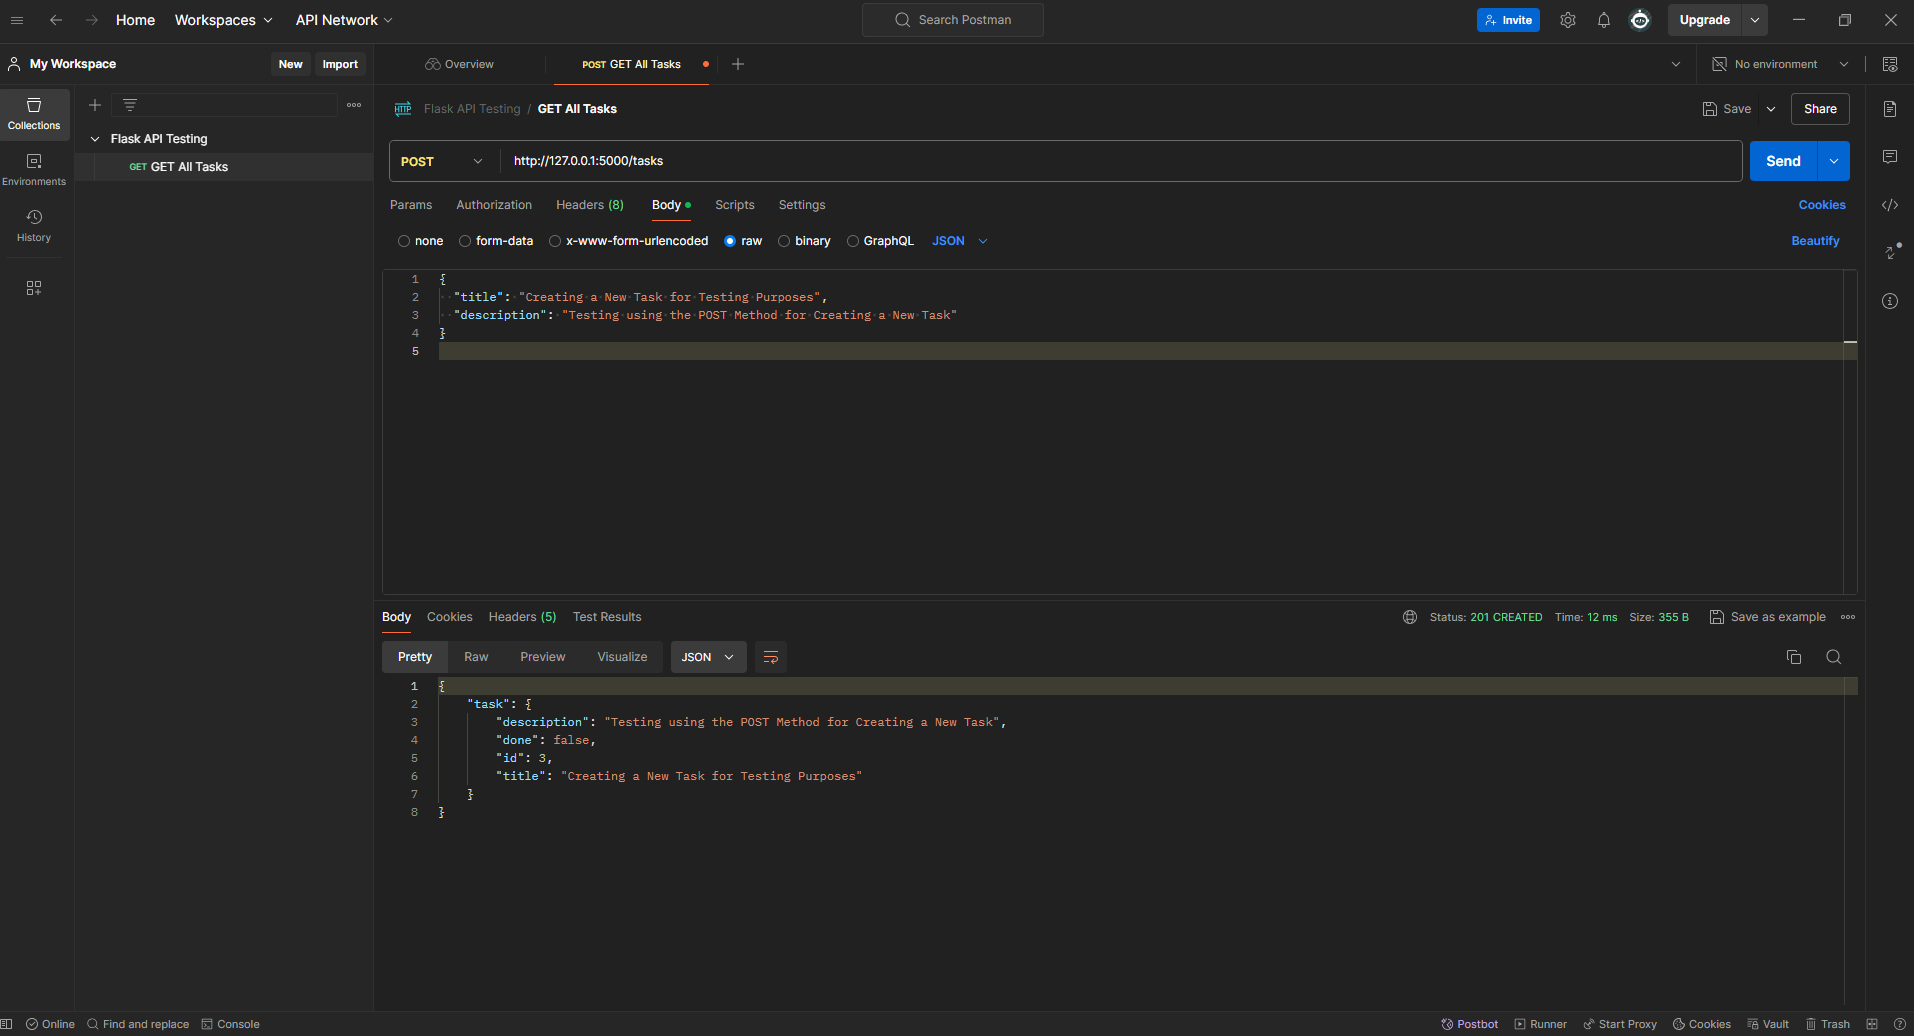 Home Workspaces API Network Search Postman Invite Upgrade
My Workspace New Import Overview POST GET All Tasks No environment
Collections
Environments
History
Flask API Testing
GET GET All Tasks
HTTP Flask API Testing / GET All Tasks Save Share
POST http://127.0.0.1:5000/tasks Send
Params Authorization Headers (8) Body Scripts Settings Cookies
none form-data x-www-form-urlencoded raw binary GraphQL JSON Beautify
1 {
2 "title": "Creating a New Task for Testing Purposes",
3 "description": "Testing using the POST Method for Creating a New Task"
4 }
5
Body Cookies Headers (5) Test Results Status: 201 CREATED Time: 12 ms Size: 355 B Save as example
Pretty Raw Preview Visualize JSON
1 {
2 "task": {
3 "description": "Testing using the POST Method for Creating a New Task",
4 "done": false,
5 "id": 3,
6 "title": "Creating a New Task for Testing Purposes"
7 }
8 }
Online Find and replace Console Postbot Runner Start Proxy Cookies Vault Trash